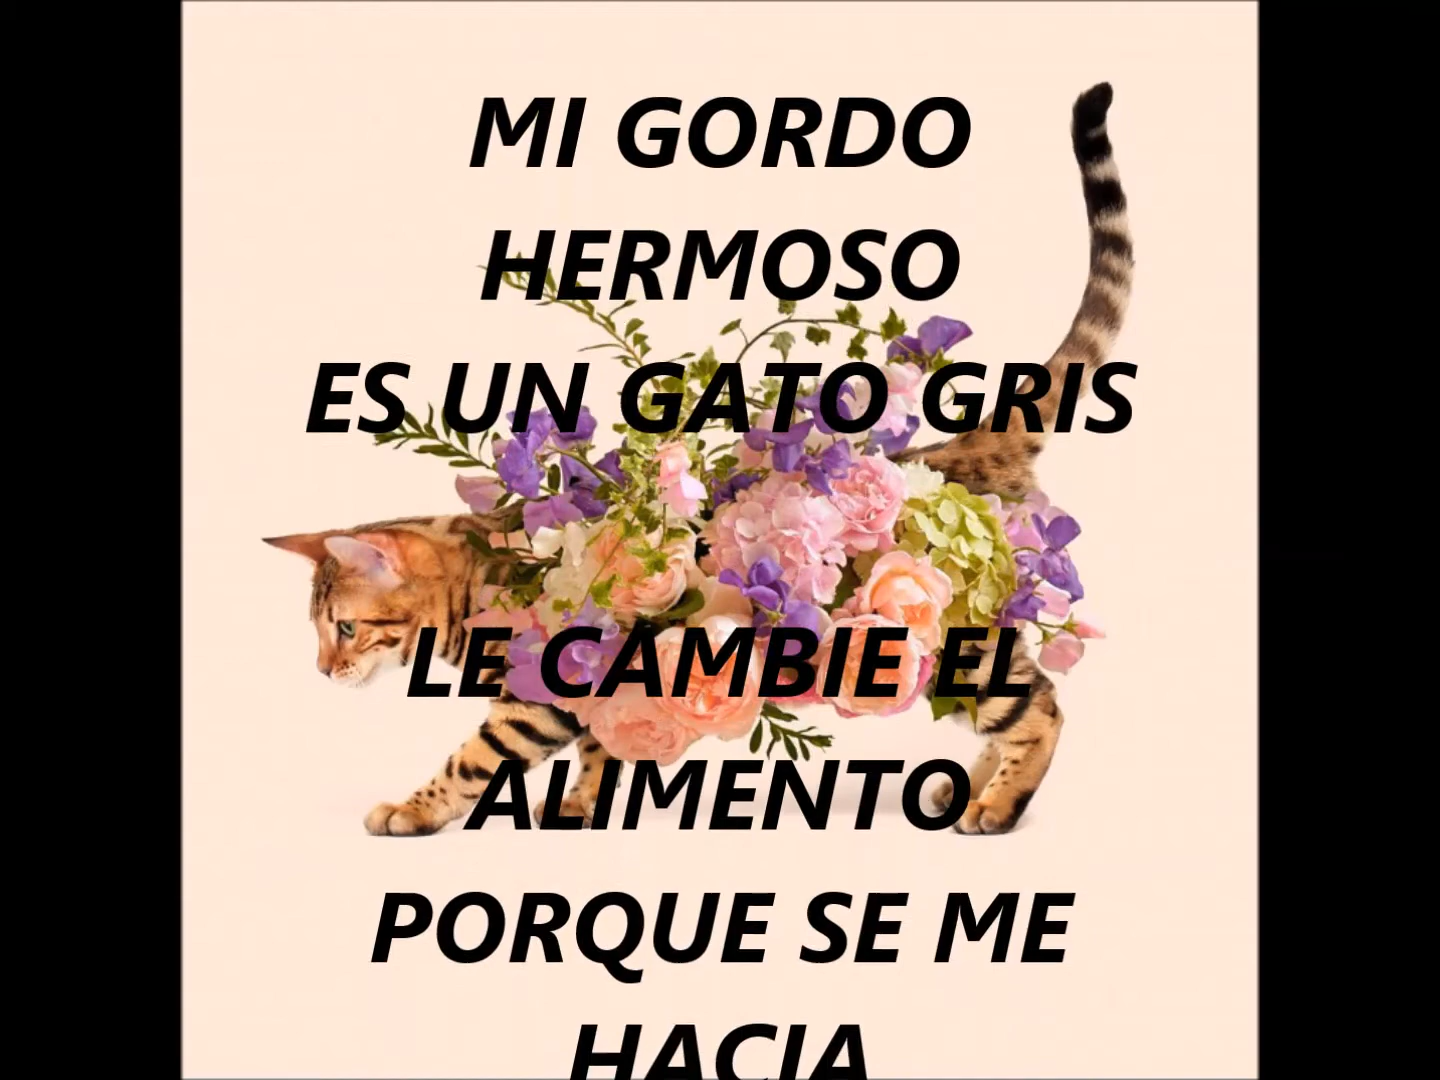 MI GORDO
HERMOSO
ES UN GATO GRIS
LE CAMBIE EL
ALIMENTO
PORQUE SE ME
HACIA